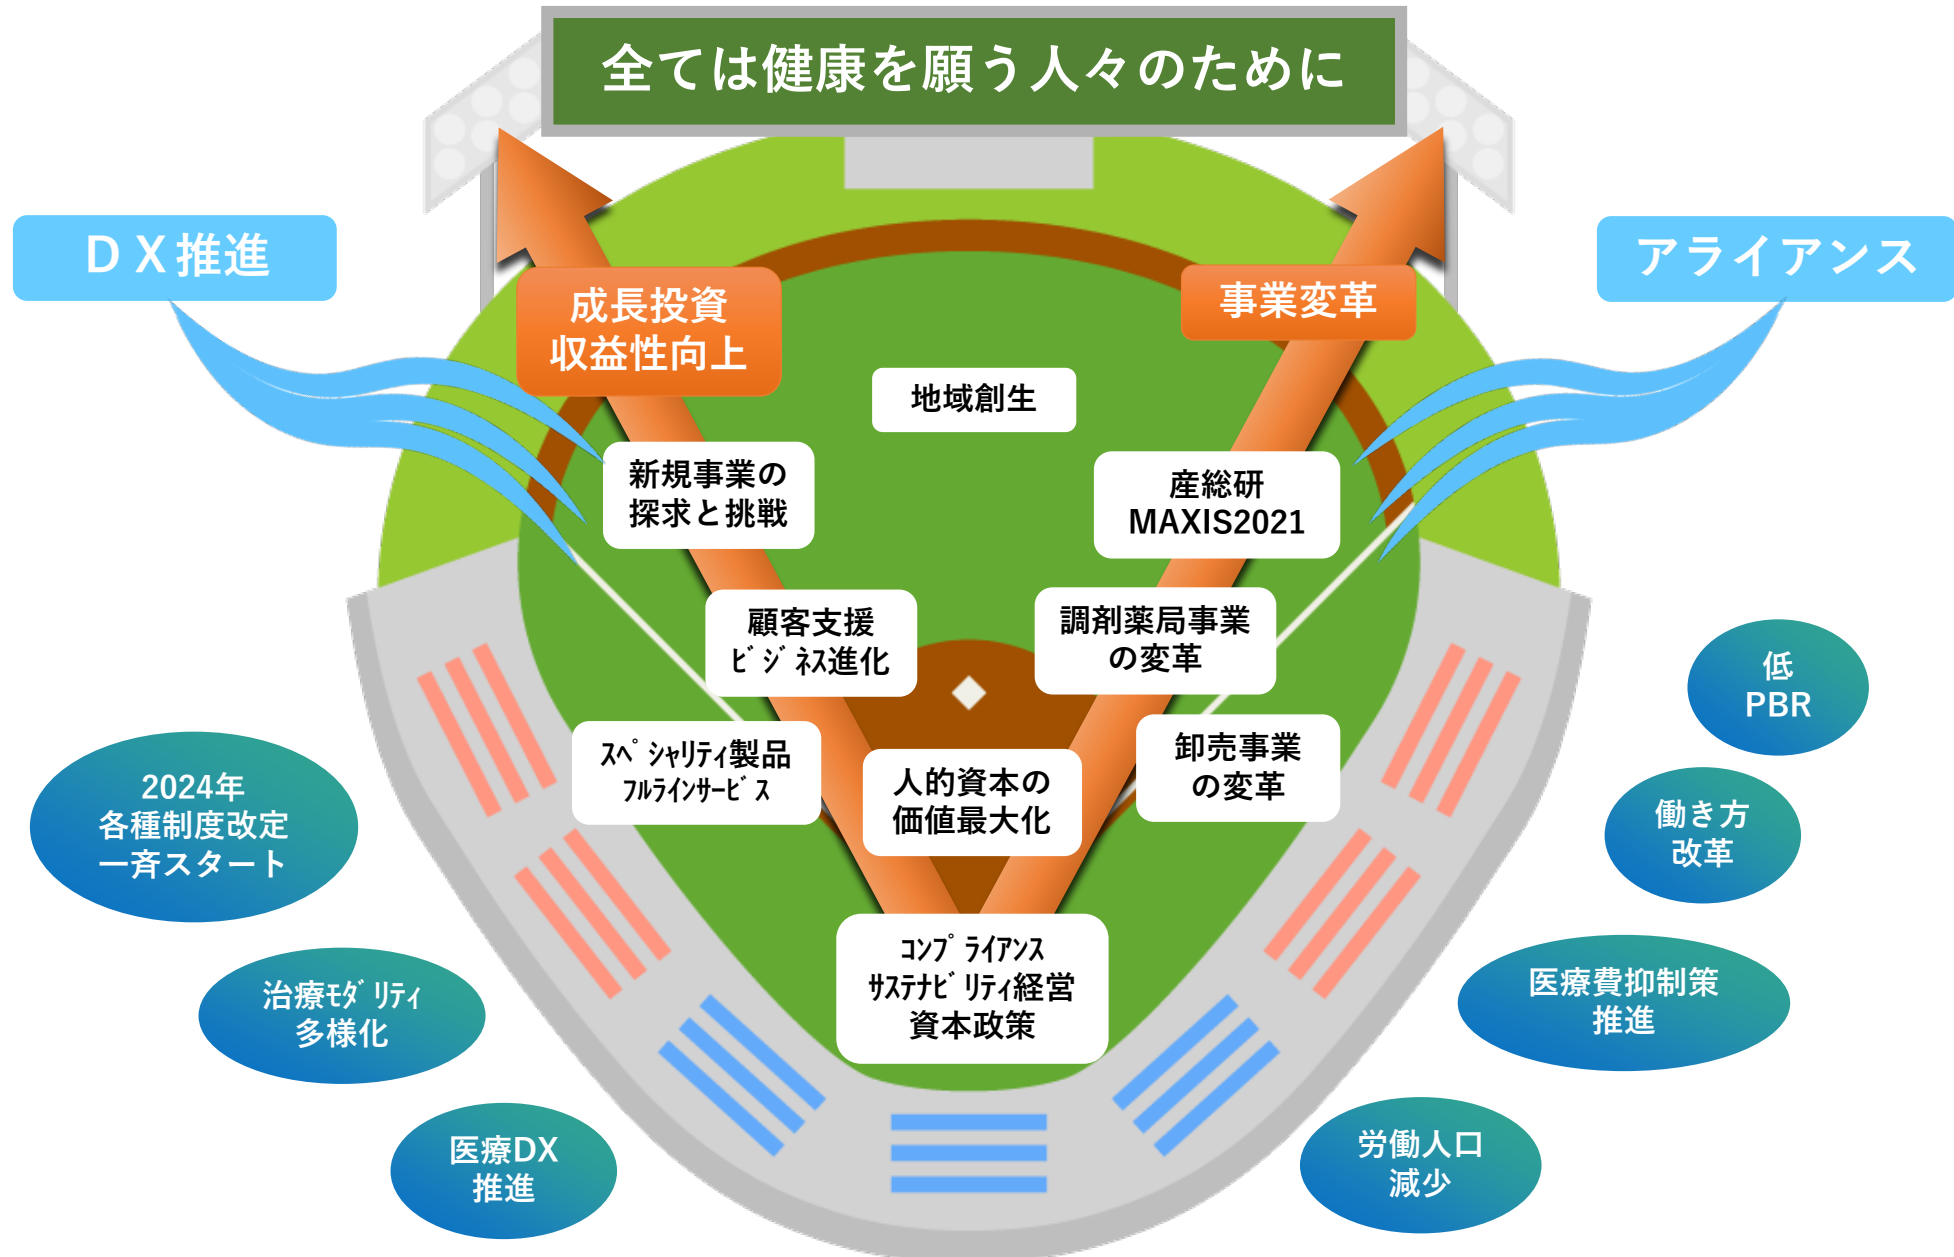 全ては健康を願う人々のために
ＤＸ推進
アライアンス
成長投資
収益性向上
事業変革
地域創生
新規事業の
探求と挑戦
産総研
MAXIS2021
顧客支援
ﾋﾞｼﾞﾈｽ進化
調剤薬局事業
の変革
ｽﾍﾟｼｬﾘﾃｨ製品
ﾌﾙﾗｲﾝｻｰﾋﾞｽ
人的資本の
価値最大化
卸売事業
の変革
ｺﾝﾌﾟﾗｲｱﾝｽ
ｻｽﾃﾅﾋﾞﾘﾃｨ経営
資本政策
2024年
各種制度改定
一斉スタート
治療ﾓﾀﾞﾘﾃｨ
多様化
医療DX
推進
低
PBR
働き方
改革
医療費抑制策
推進
労働人口
減少